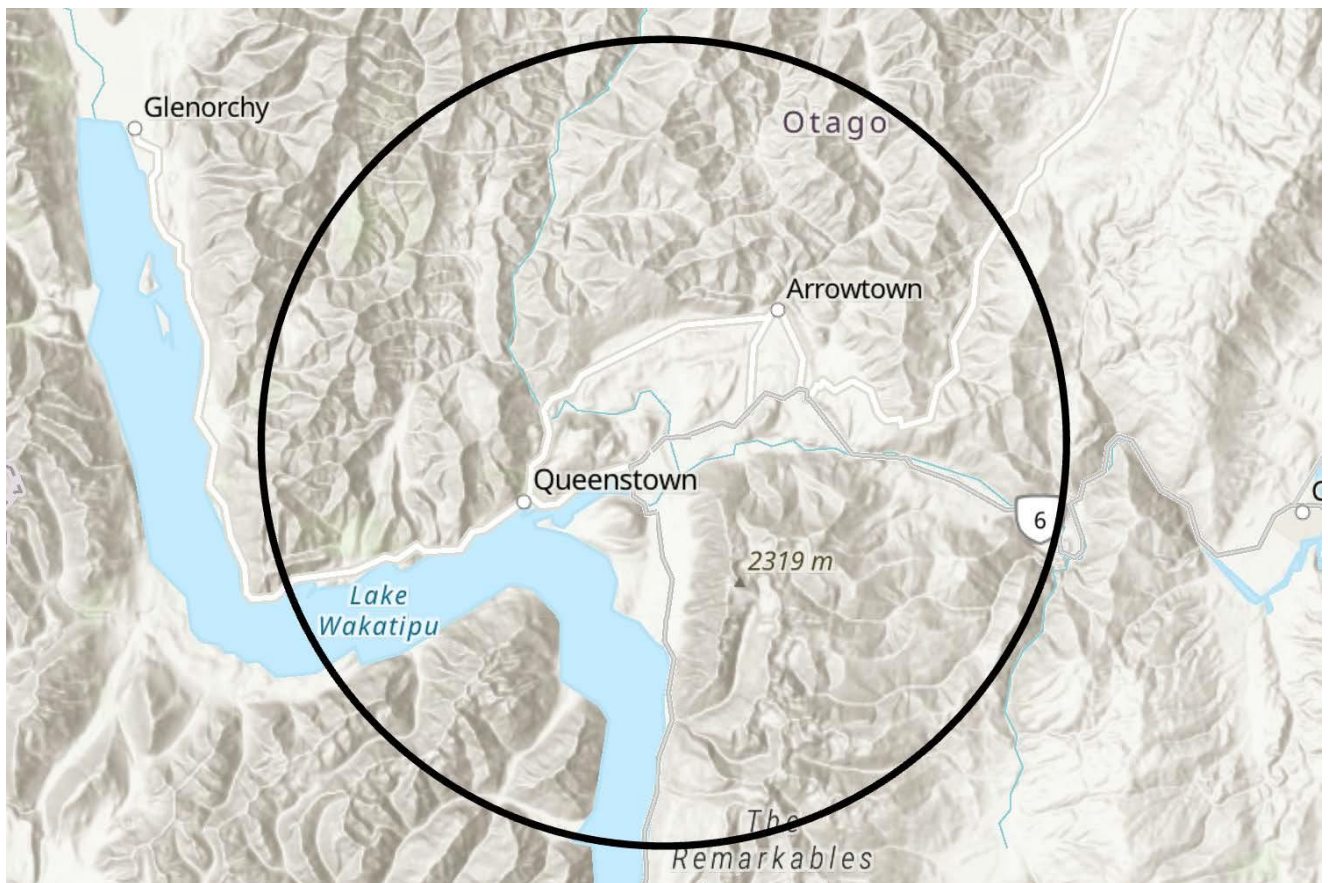 Glenorchy
Otago
Arrowtown
Queenstown
6
2319 m
Lake
Wakatipu
The
Remarkables